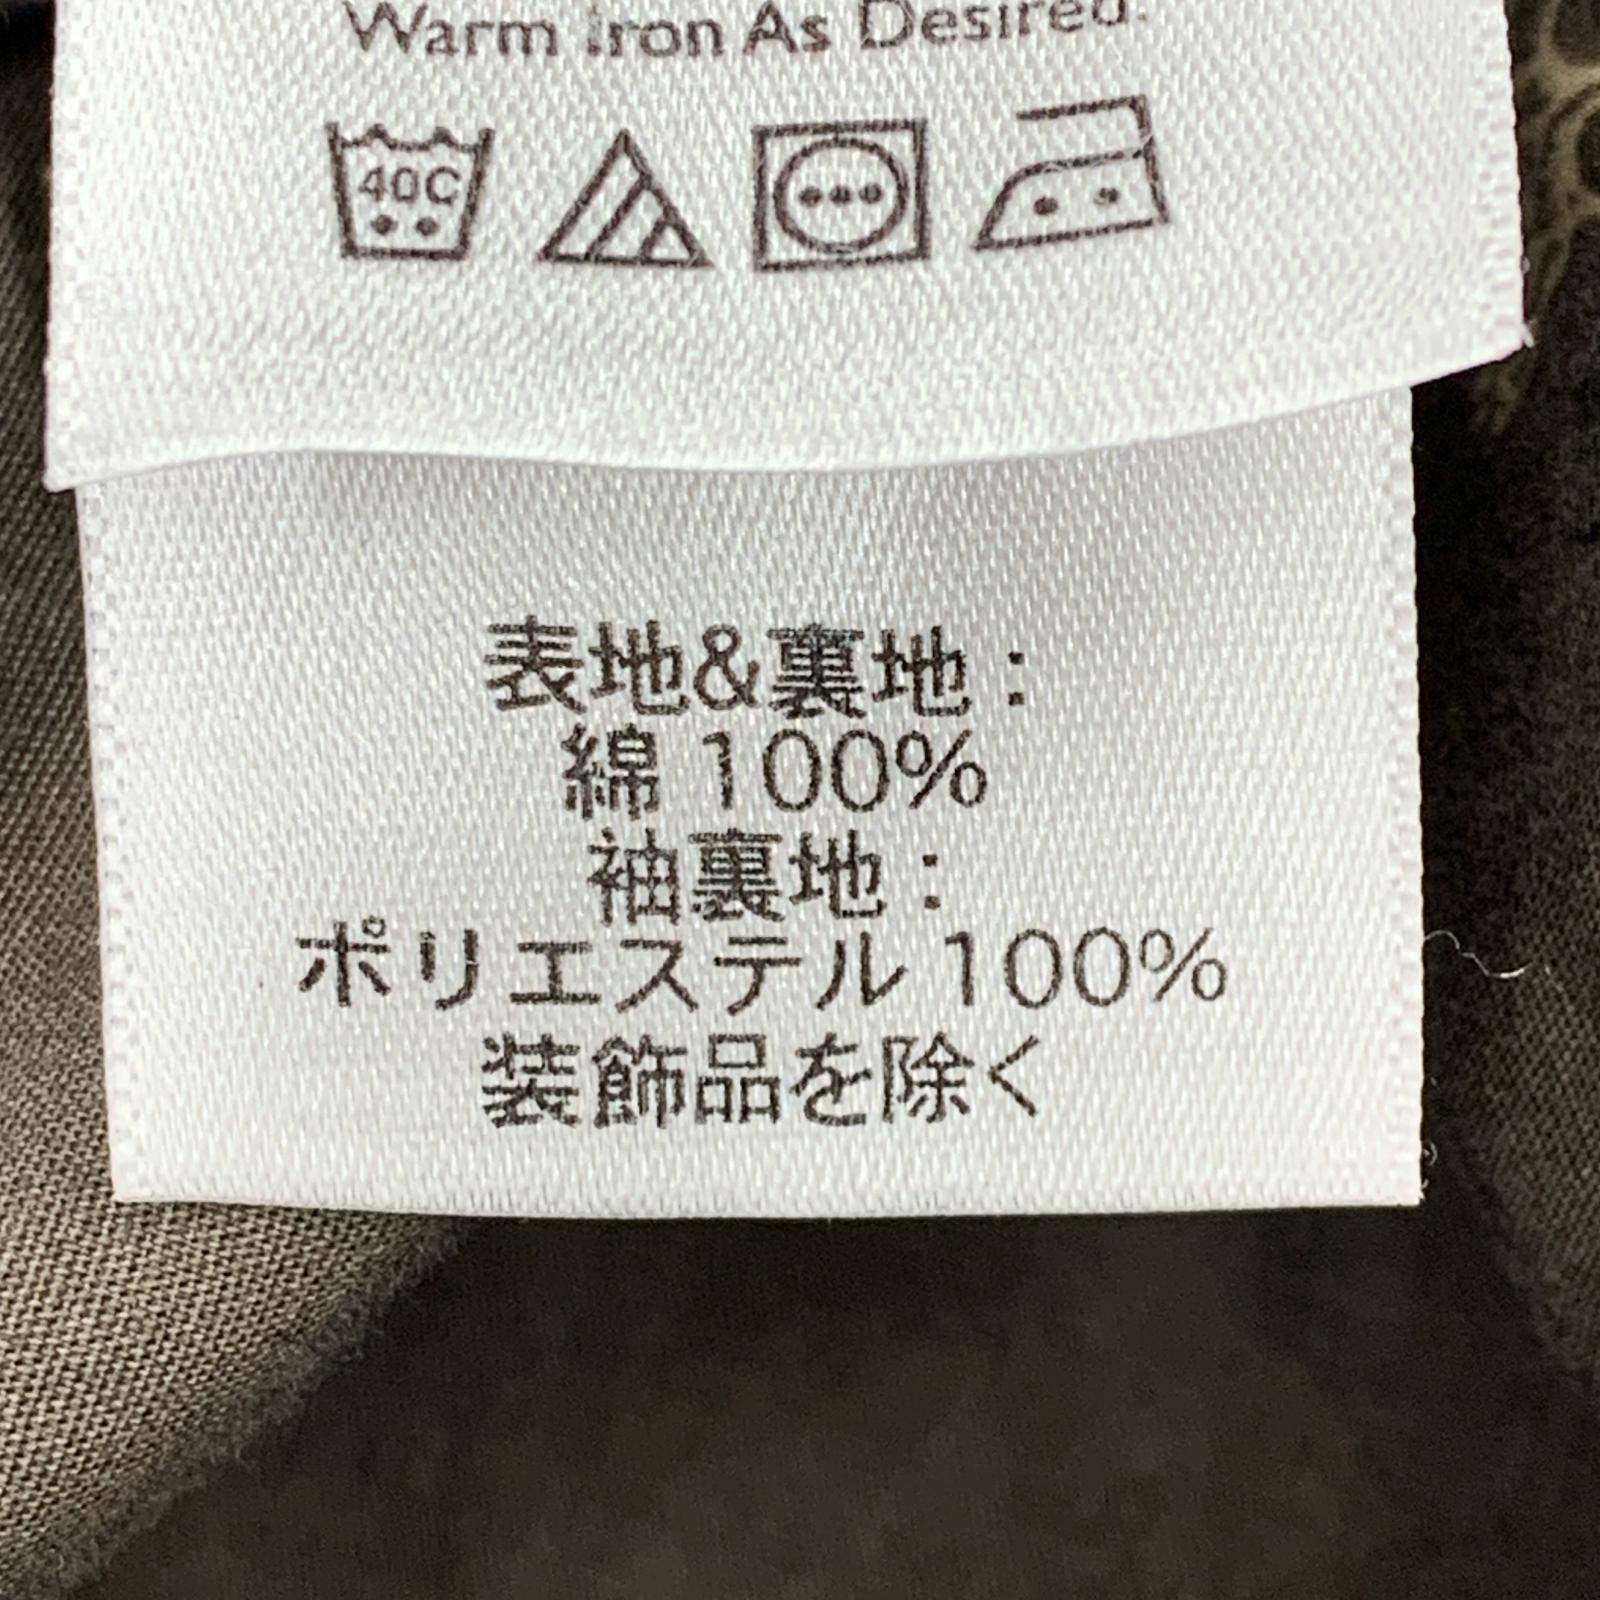 Warm Iron As Desired.
40C
表地&裏地：
綿 100%
袖裏地：
ポリエステル 100%
装飾品を除く